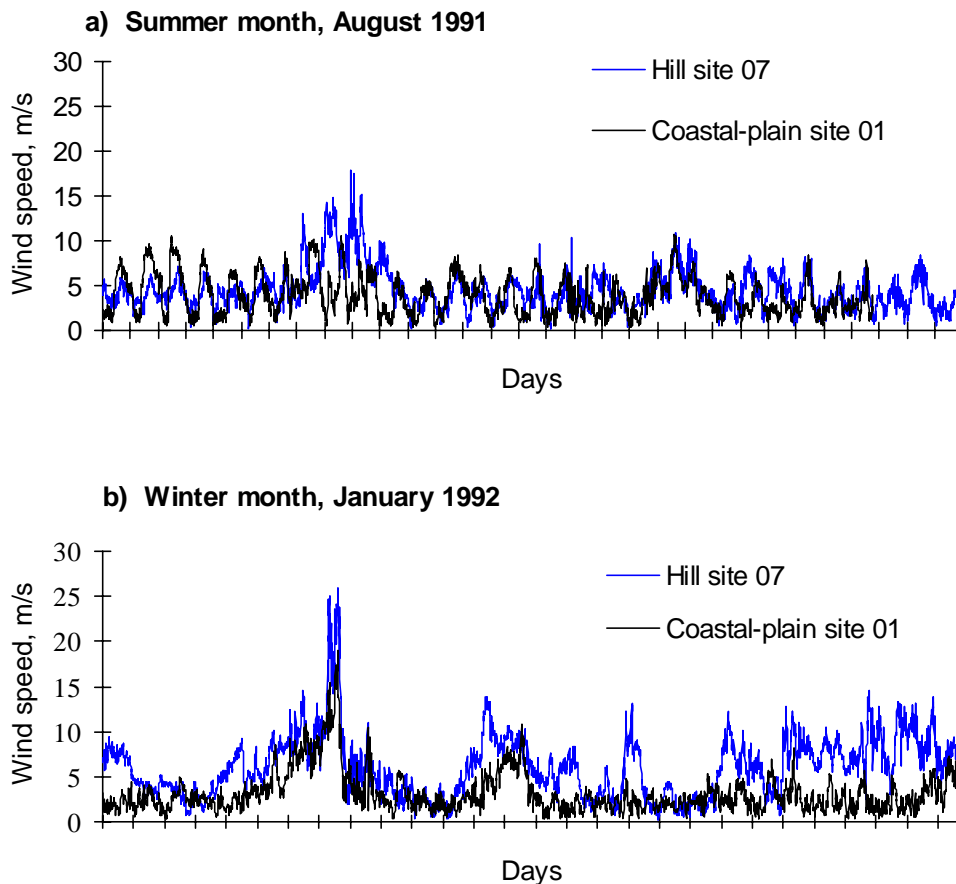 a) Summer month, August 1991
30
25
20
15
10
5
0
Wind speed, m/s
Hill site 07
Coastal-plain site 01
Days
b) Winter month, January 1992
30
25
20
15
10
5
0
Wind speed, m/s
Hill site 07
Coastal-plain site 01
Days